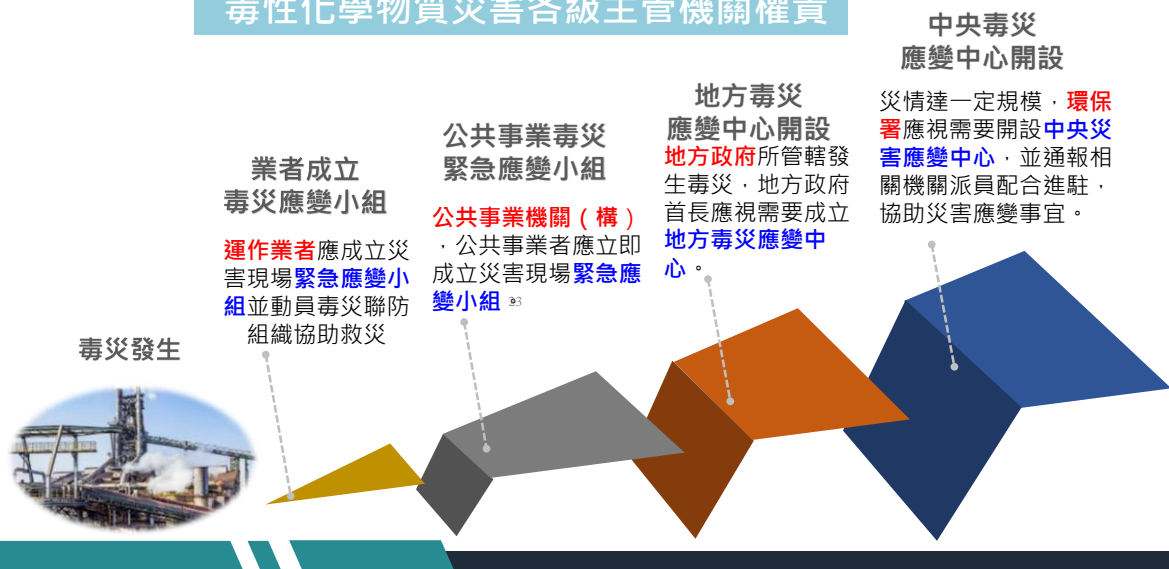 毒性化學物質災害各級主管機關權責
毒災發生
業者成立
毒災應變小組
運作業者應成立災
害現場緊急應變小
組並動員毒災聯防
組織協助救災
公共事業毒災
緊急應變小組
公共事業機關(構)
，公共事業者應立即
成立災害現場緊急應
變小組。
地方毒災
應變中心開設
地方政府所管轄發
生毒災，地方政府
首長應視需要成立
地方毒災應變中
心。
中央毒災
應變中心開設
災情達一定規模，環保
署應視需要開設中央災
害應變中心，並通報相
關機關派員配合進駐，
協助災害應變事宜。